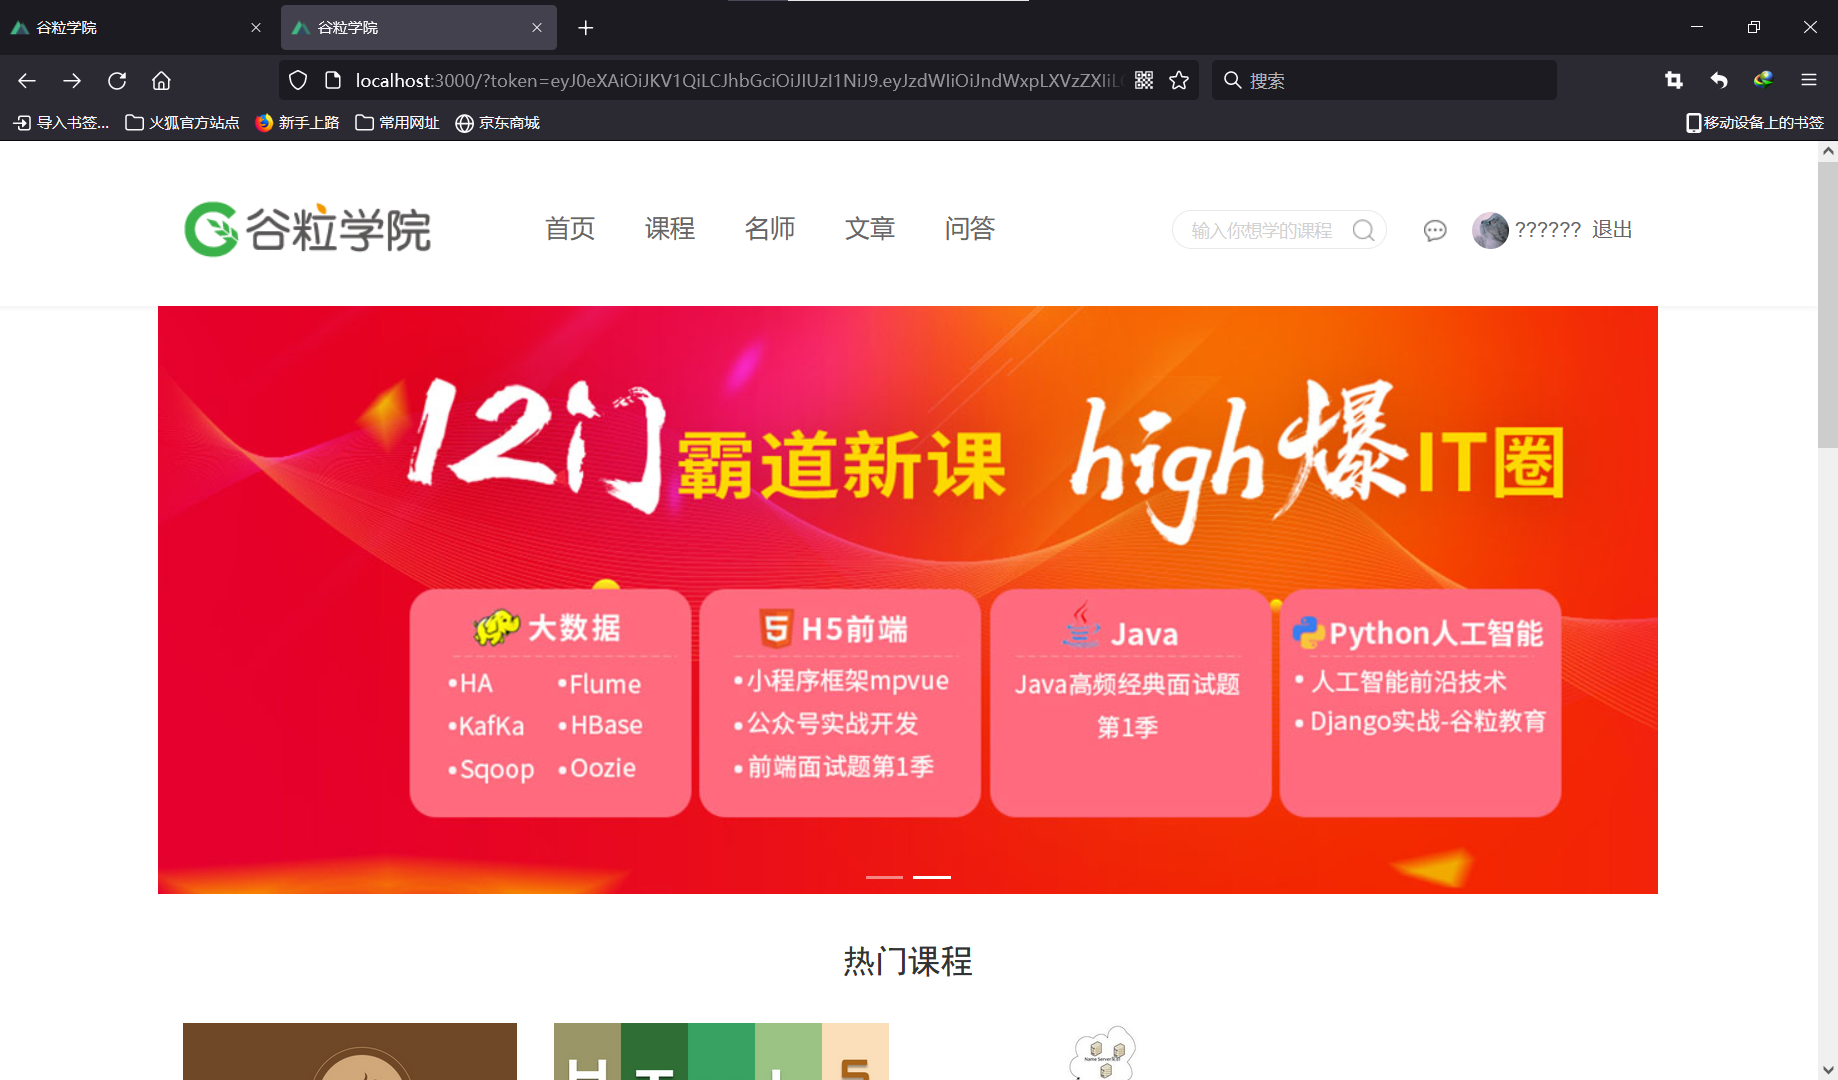 谷粒学院
谷粒学院
localhost:3000/?token=eyJ0eXAiOiJKV1QiLCJhbGciOiJIUzI1NiJ9.eyJzdWIiOiJndWxpLXVzZXIiLC
搜索
导入书签...
火狐官方站点
新手上路
常用网址
京东商城
移动设备上的书签
谷粒学院
首页
课程
名师
文章
问答
输入你想学的课程
??????
退出
12门霸道新课 high爆IT圈
大数据
•HA •Flume
•KafKa •HBase
•Sqoop •Oozie
H5前端
•小程序框架mpvue
•公众号实战开发
•前端面试题第1季
Java
Java高频经典面试题
第1季
Python人工智能
•人工智能前沿技术
•Django实战-谷粒教育
热门课程